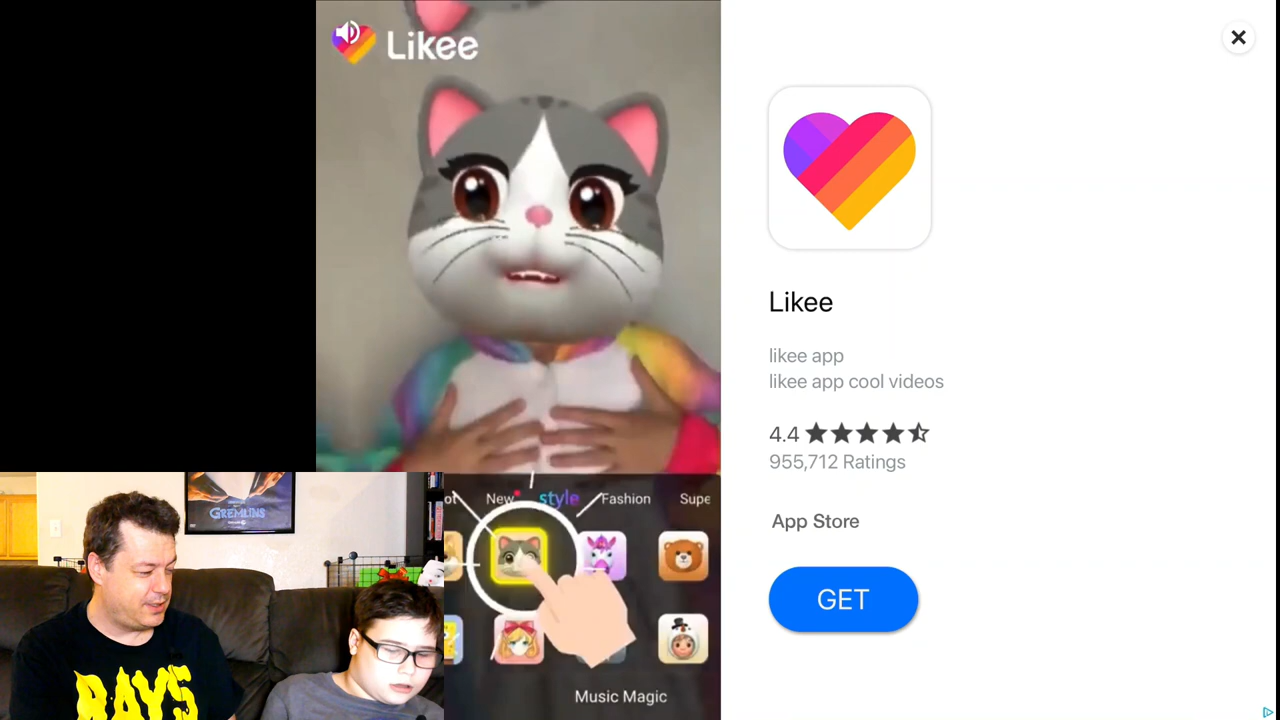 Likee
Likee
likee app
likee app cool videos
4.4
955,712 Ratings
App Store
GET
New
style
Fashion
Supe
Music Magic
GREMLINS
RAYS